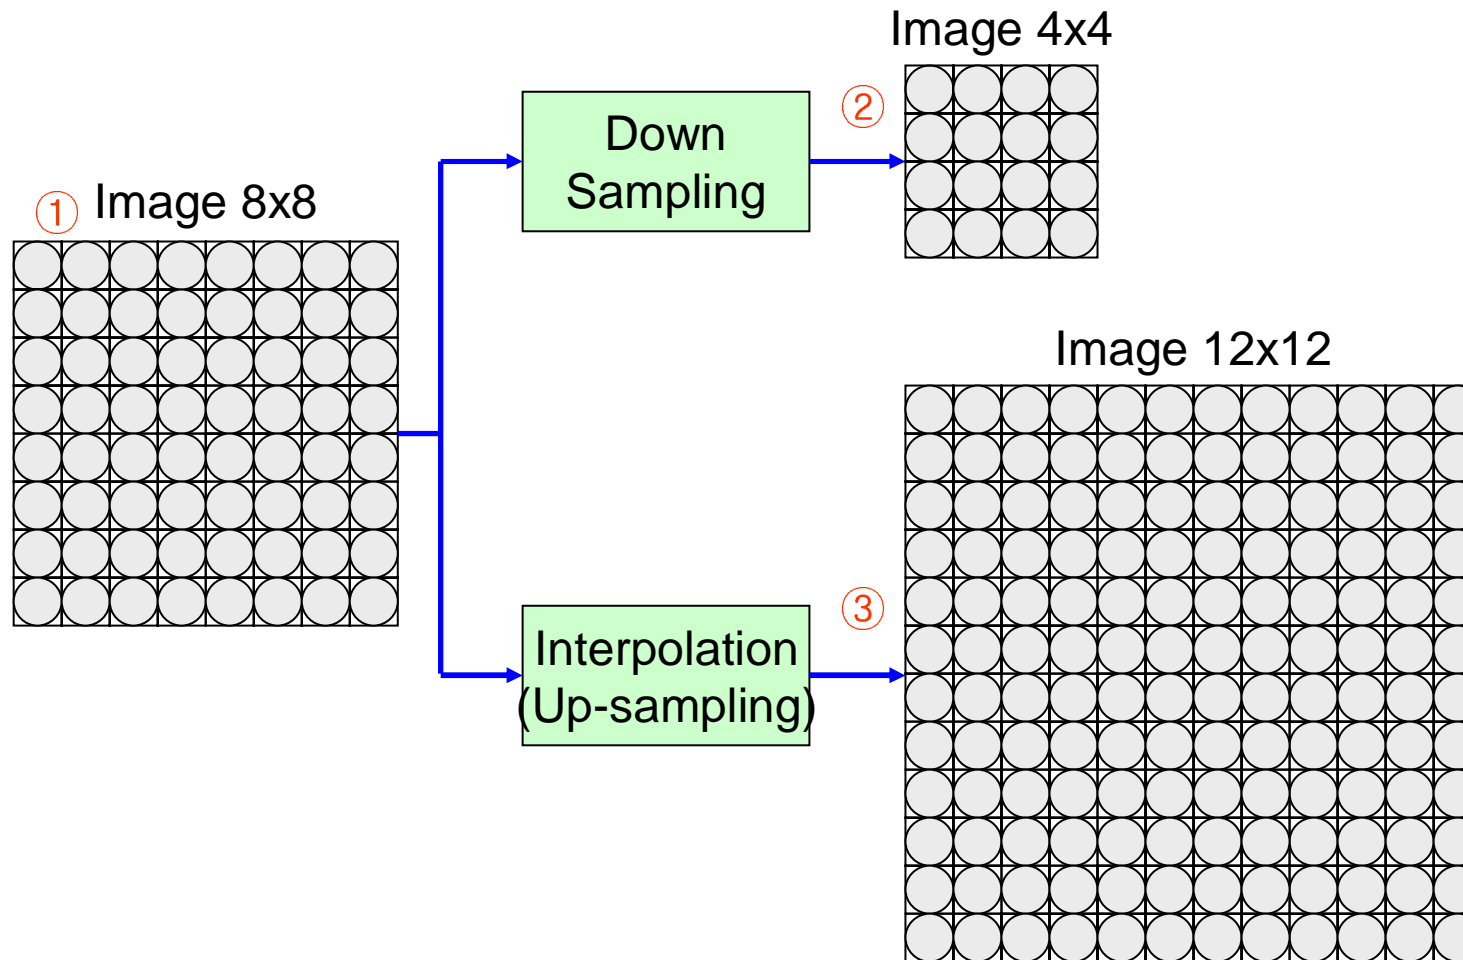 ① Image 8x8
Down
Sampling
②
Image 4x4
Interpolation
(Up-sampling)
③
Image 12x12